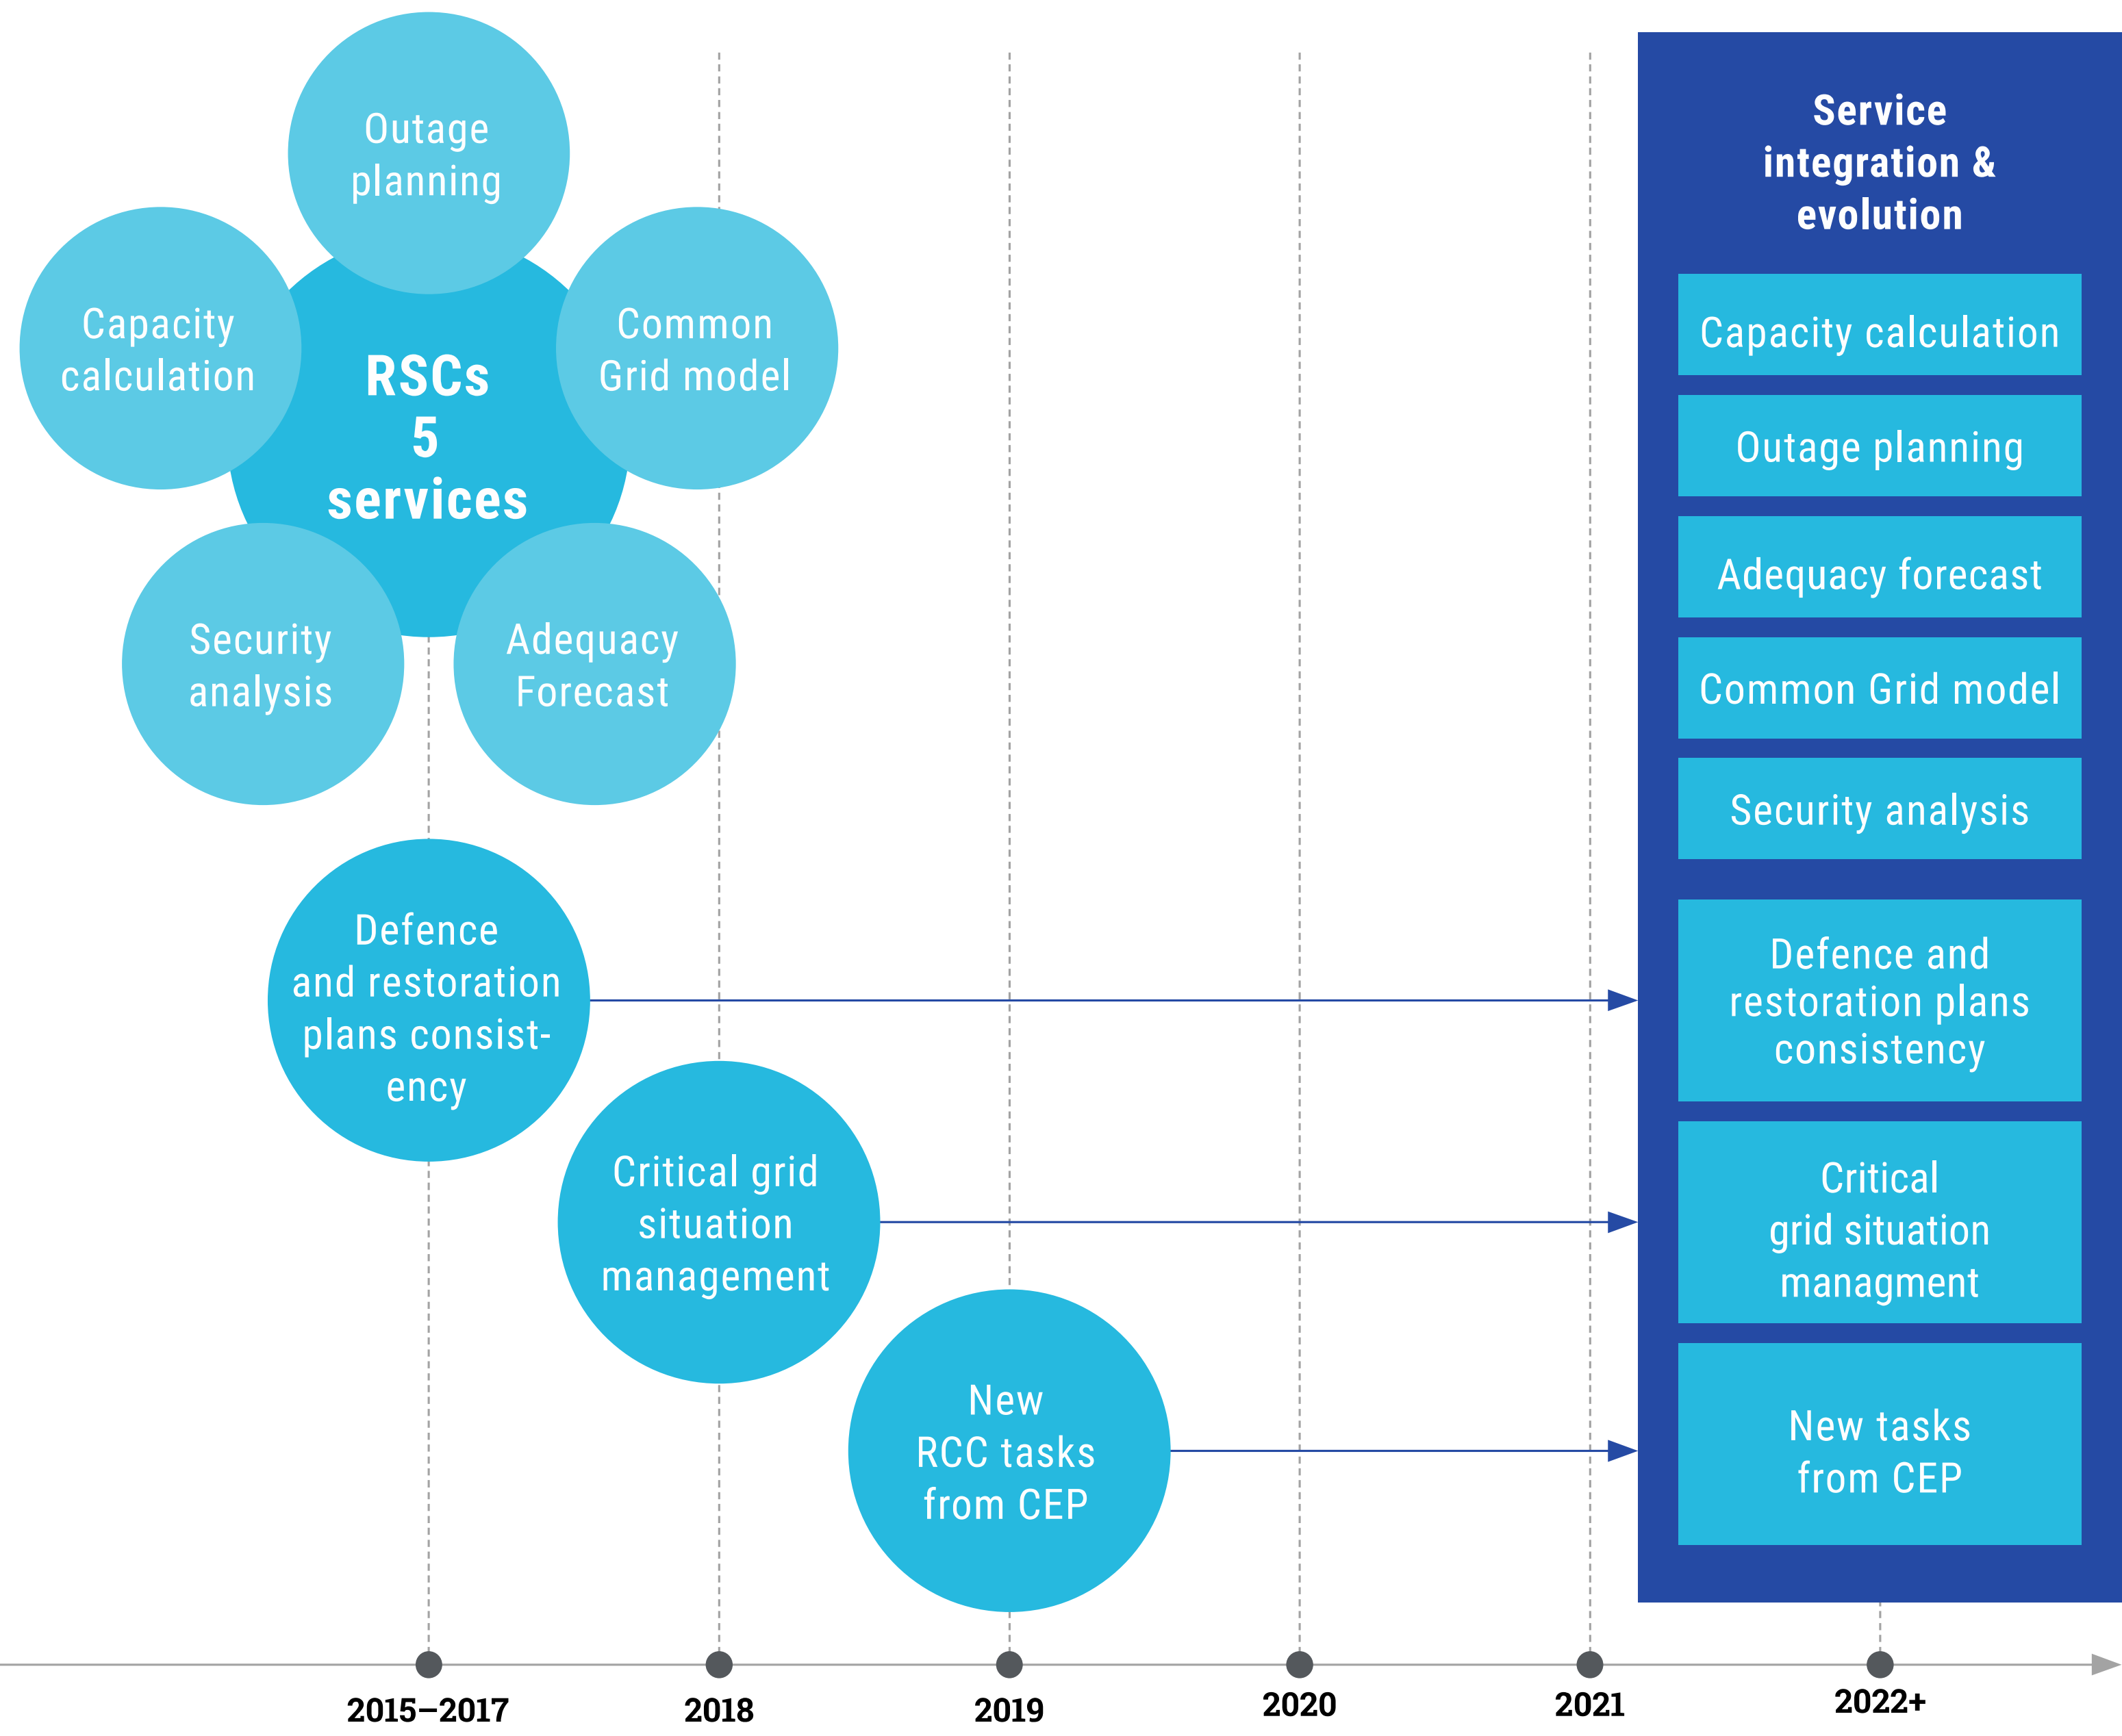 Outage
planning
Capacity
calculation
Common
Grid model
RSCs
5
services
Security
analysis
Adequacy
Forecast
Defence
and restoration
plans consist-
ency
Critical grid
situation
management
New
RCC tasks
from CEP
Service
integration &
evolution
Capacity calculation
Outage planning
Adequacy forecast
Common Grid model
Security analysis
Defence and
restoration plans
consistency
Critical
grid situation
managment
New tasks
from CEP
2015–2017
2018
2019
2020
2021
2022+